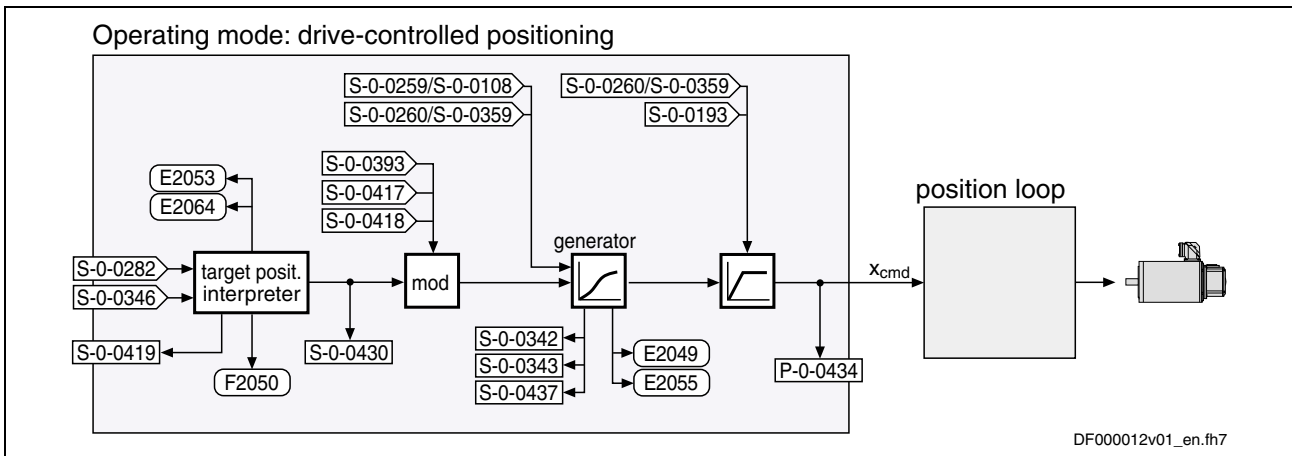 Operating mode: drive-controlled positioning
S-0-0259/S-0-0108
S-0-0260/S-0-0359
S-0-0260/S-0-0359
S-0-0193
S-0-0393
S-0-0417
S-0-0418
E2053
E2064
S-0-0282
S-0-0346
target posit.
interpreter
mod
generator
S-0-0419
F2050
S-0-0430
S-0-0342
S-0-0343
S-0-0437
E2049
E2055
xcmd
P-0-0434
position loop
DF000012v01_en.fh7